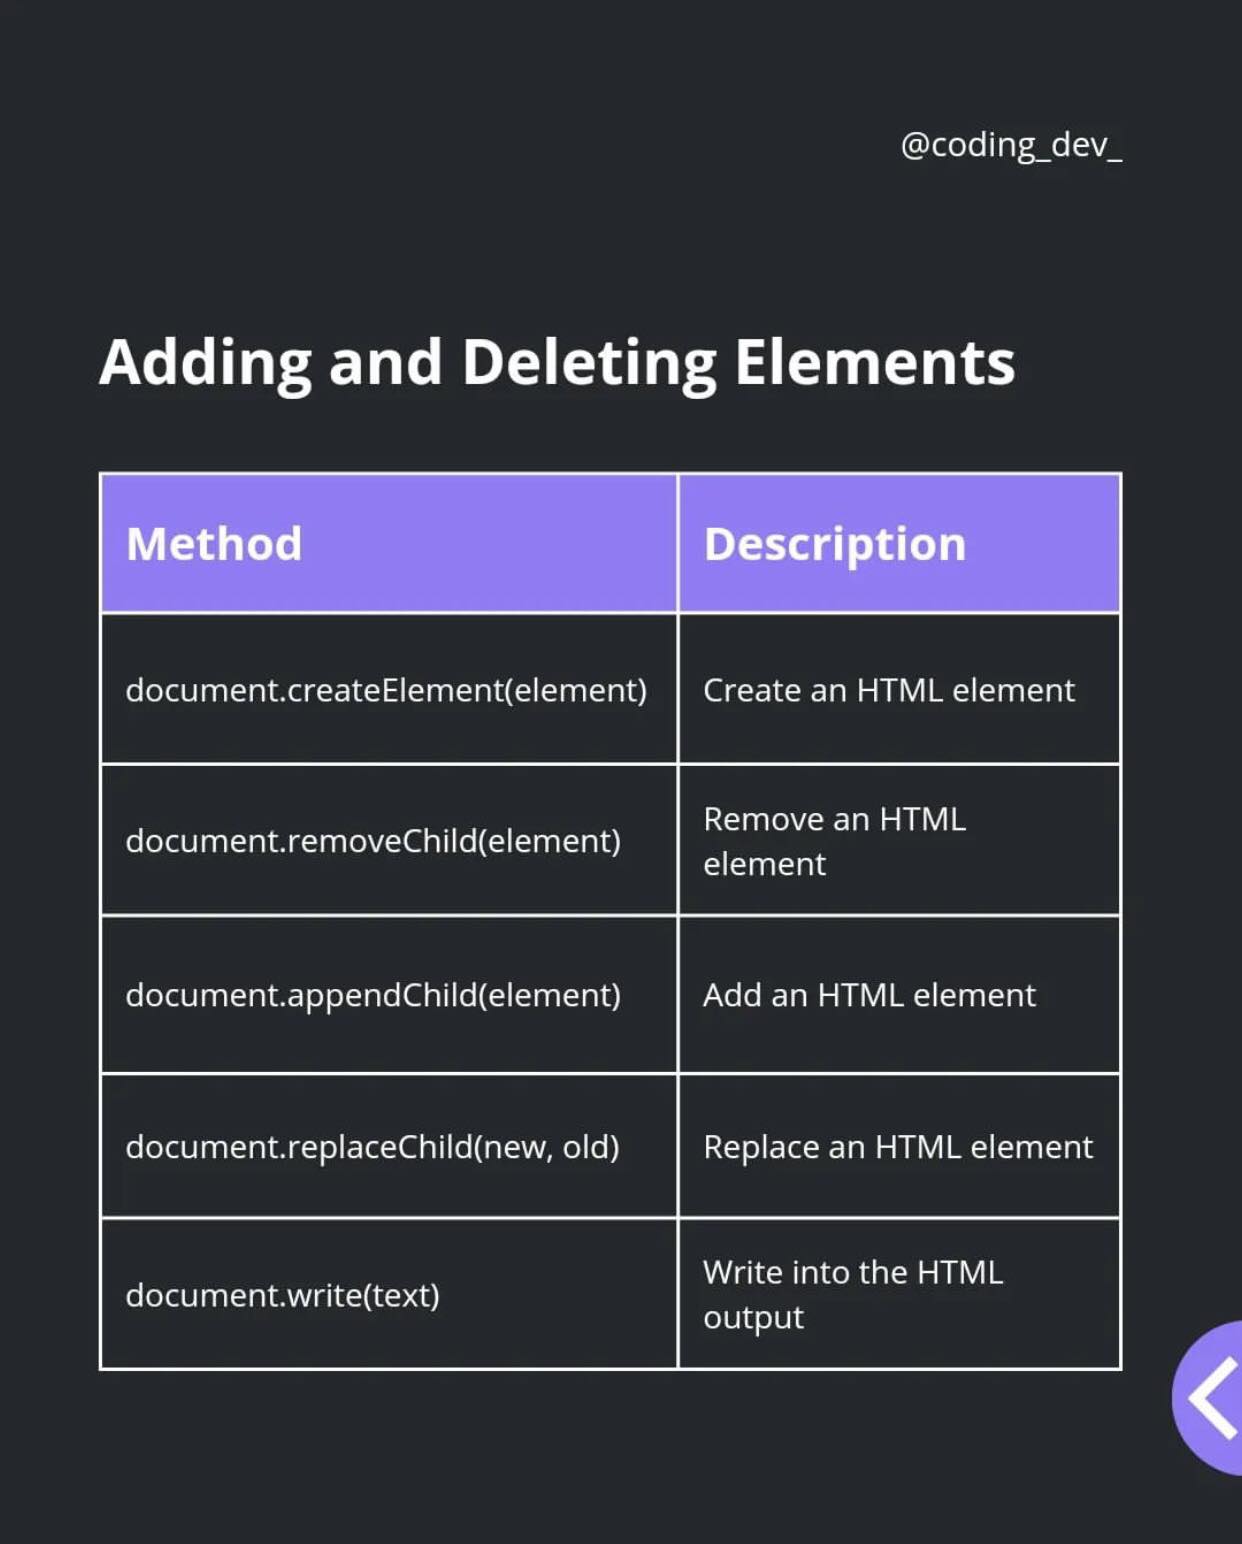 @coding_dev_
Adding and Deleting Elements
Method
Description
document.createElement(element)
Create an HTML element
document.removeChild(element)
Remove an HTML
element
document.appendChild(element)
Add an HTML element
document.replaceChild(new, old)
Replace an HTML element
document.write(text)
Write into the HTML
output